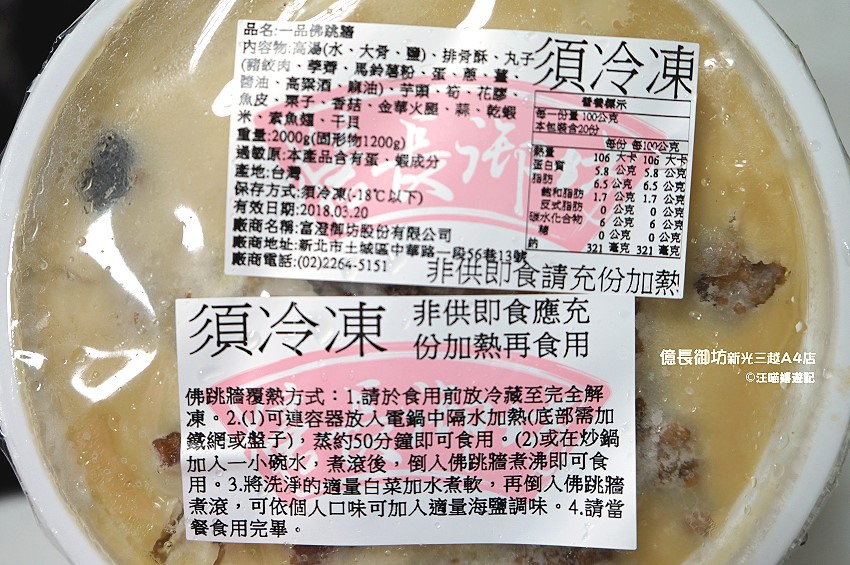 品名:一品佛跳牆
內容物:高湯(水、大骨、鹽)、排骨酥、丸子
(豬絞肉、荸薺、馬鈴薯粉、蛋、蔥、薑、
醬油、高粱酒、麻油)、芋頭、筍、花膠、
魚皮、栗子、香菇、金華火腿、蒜、乾蝦
米、素魚翅、干貝
重量:2000g(固形物1200g)
過敏原:本產品含有蛋、蝦成分
產地:台灣
保存方式:須冷凍(-18℃以下)
有效日期:2018.03.20
廠商名稱:富澄御坊股份有限公司
廠商地址:新北市土城區中華路一段56巷13號
廠商電話:(02)2264-5151
須冷凍
營養標示
每一份量 100公克
本包裝含20份
每份 每100公克
熱量 106 大卡 106 大卡
蛋白質 5.8 公克 5.8 公克
脂肪 6.5 公克 6.5 公克
飽和脂肪 1.7 公克 1.7 公克
反式脂肪 0 公克 0 公克
碳水化合物 6 公克 6 公克
糖 0 公克 0 公克
鈉 321 毫克 321 毫克
非供即食請充份加熱
須冷凍
非供即食應充
份加熱再食用
佛跳牆覆熱方式：1.請於食用前放冷藏至完全解
凍。2.(1)可連容器放入電鍋中隔水加熱(底部需加
鐵網或盤子)，蒸約50分鐘即可食用。(2)或在炒鍋
加入一小碗水，煮滾後，倒入佛跳牆煮沸即可食
用。3.將洗淨的適量白菜加水煮軟，再倒入佛跳牆
煮滾，可依個人口味可加入適量海鹽調味。4.請當
餐食用完畢。
億長御坊新光三越A4店
©汪喵嬉遊記